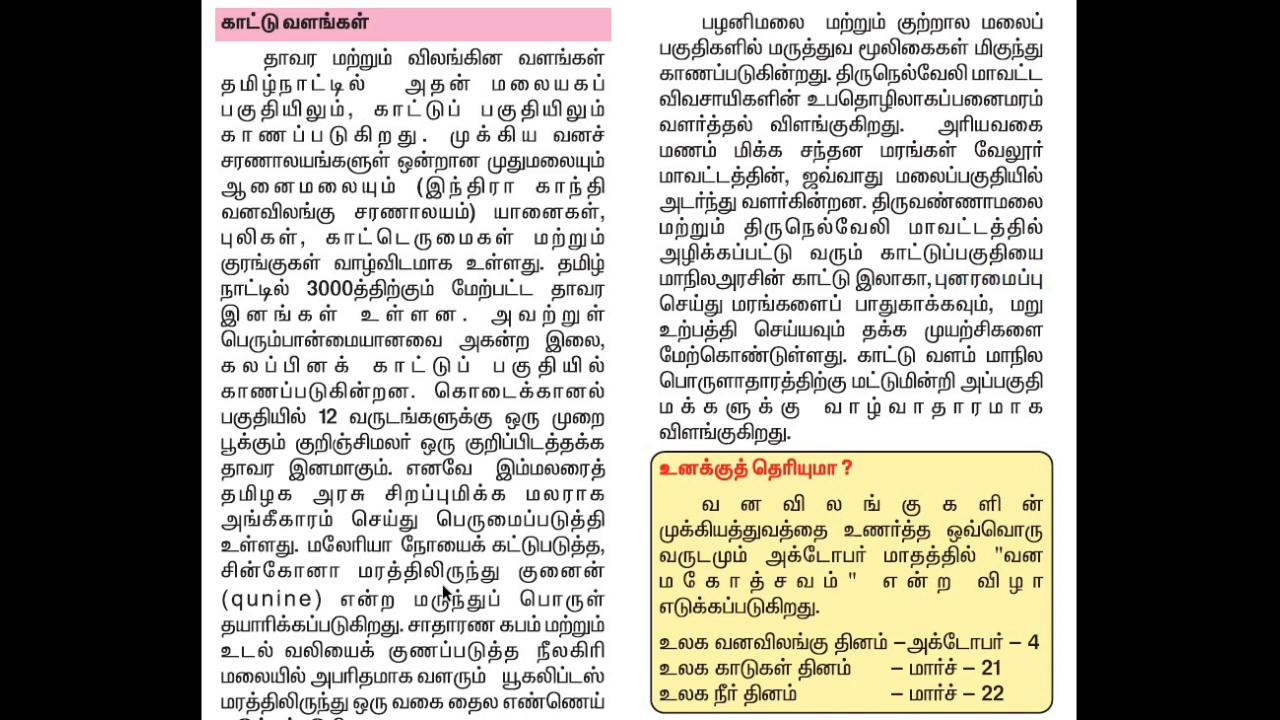 காட்டு வளங்கள்
தாவர மற்றும் விலங்கின வளங்கள்
தமிழ்நாட்டில் அதன் மலையகப்
பகுதியிலும், காட்டுப் பகுதியிலும்
காணப்படுகிறது. முக்கிய வனச்
சரணாலயங்களுள் ஒன்றான முதுமலையும்
ஆனைமலையும் (இந்திரா காந்தி
வனவிலங்கு சரணாலயம்) யானைகள்,
புலிகள், காட்டெருமைகள் மற்றும்
குரங்குகள் வாழ்விடமாக உள்ளது. தமிழ்
நாட்டில் 3000த்திற்கும் மேற்பட்ட தாவர
இனங்கள் உள்ளன. அவற்றுள்
பெரும்பான்மையானவை அகன்ற இலை,
கலப்பினக் காட்டுப் பகுதியில்
காணப்படுகின்றன. கொடைக்கானல்
பகுதியில் 12 வருடங்களுக்கு ஒரு முறை
பூக்கும் குறிஞ்சிமலர் ஒரு குறிப்பிடத்தக்க
தாவர இனமாகும். எனவே இம்மலரைத்
தமிழக அரசு சிறப்புமிக்க மலராக
அங்கீகாரம் செய்து பெருமைப்படுத்தி
உள்ளது. மலேரியா நோயைக் கட்டுபடுத்த,
சின்கோனா மரத்திலிருந்து குனைன்
(qunine) என்ற மருந்துப் பொருள்
தயாரிக்கப்படுகிறது. சாதாரண கபம் மற்றும்
உடல் வலியைக் குணப்படுத்த நீலகிரி
மலையில் அபரிதமாக வளரும் யூகலிப்டஸ்
மரத்திலிருந்து ஒரு வகை தைல எண்ணெய்
பழனிமலை மற்றும் குற்றால மலைப்
பகுதிகளில் மருத்துவ மூலிகைகள் மிகுந்து
காணப்படுகின்றது. திருநெல்வேலி மாவட்ட
விவசாயிகளின் உபதொழிலாகப்பனைமரம்
வளர்த்தல் விளங்குகிறது. அரியவகை
மணம் மிக்க சந்தன மரங்கள் வேலூர்
மாவட்டத்தின், ஜவ்வாது மலைப்பகுதியில்
அடர்ந்து வளர்கின்றன. திருவண்ணாமலை
மற்றும் திருநெல்வேலி மாவட்டத்தில்
அழிக்கப்பட்டு வரும் காட்டுப்பகுதியை
மாநிலஅரசின் காட்டு இலாகா, புனரமைப்பு
செய்து மரங்களைப் பாதுகாக்கவும், மறு
உற்பத்தி செய்யவும் தக்க முயற்சிகளை
மேற்கொண்டுள்ளது. காட்டு வளம் மாநில
பொருளாதாரத்திற்கு மட்டுமின்றி அப்பகுதி
மக்களுக்கு வாழ்வாதாரமாக
விளங்குகிறது.
உனக்குத் தெரியுமா ?
வனவிலங்குகளின்
முக்கியத்துவத்தை உணர்த்த ஒவ்வொரு
வருடமும் அக்டோபர் மாதத்தில் "வன
மகோத்சவம்" என்ற விழா
எடுக்கப்படுகிறது.
உலக வனவிலங்கு தினம் –அக்டோபர் – 4
உலக காடுகள் தினம் – மார்ச் – 21
உலக நீர் தினம் – மார்ச் – 22